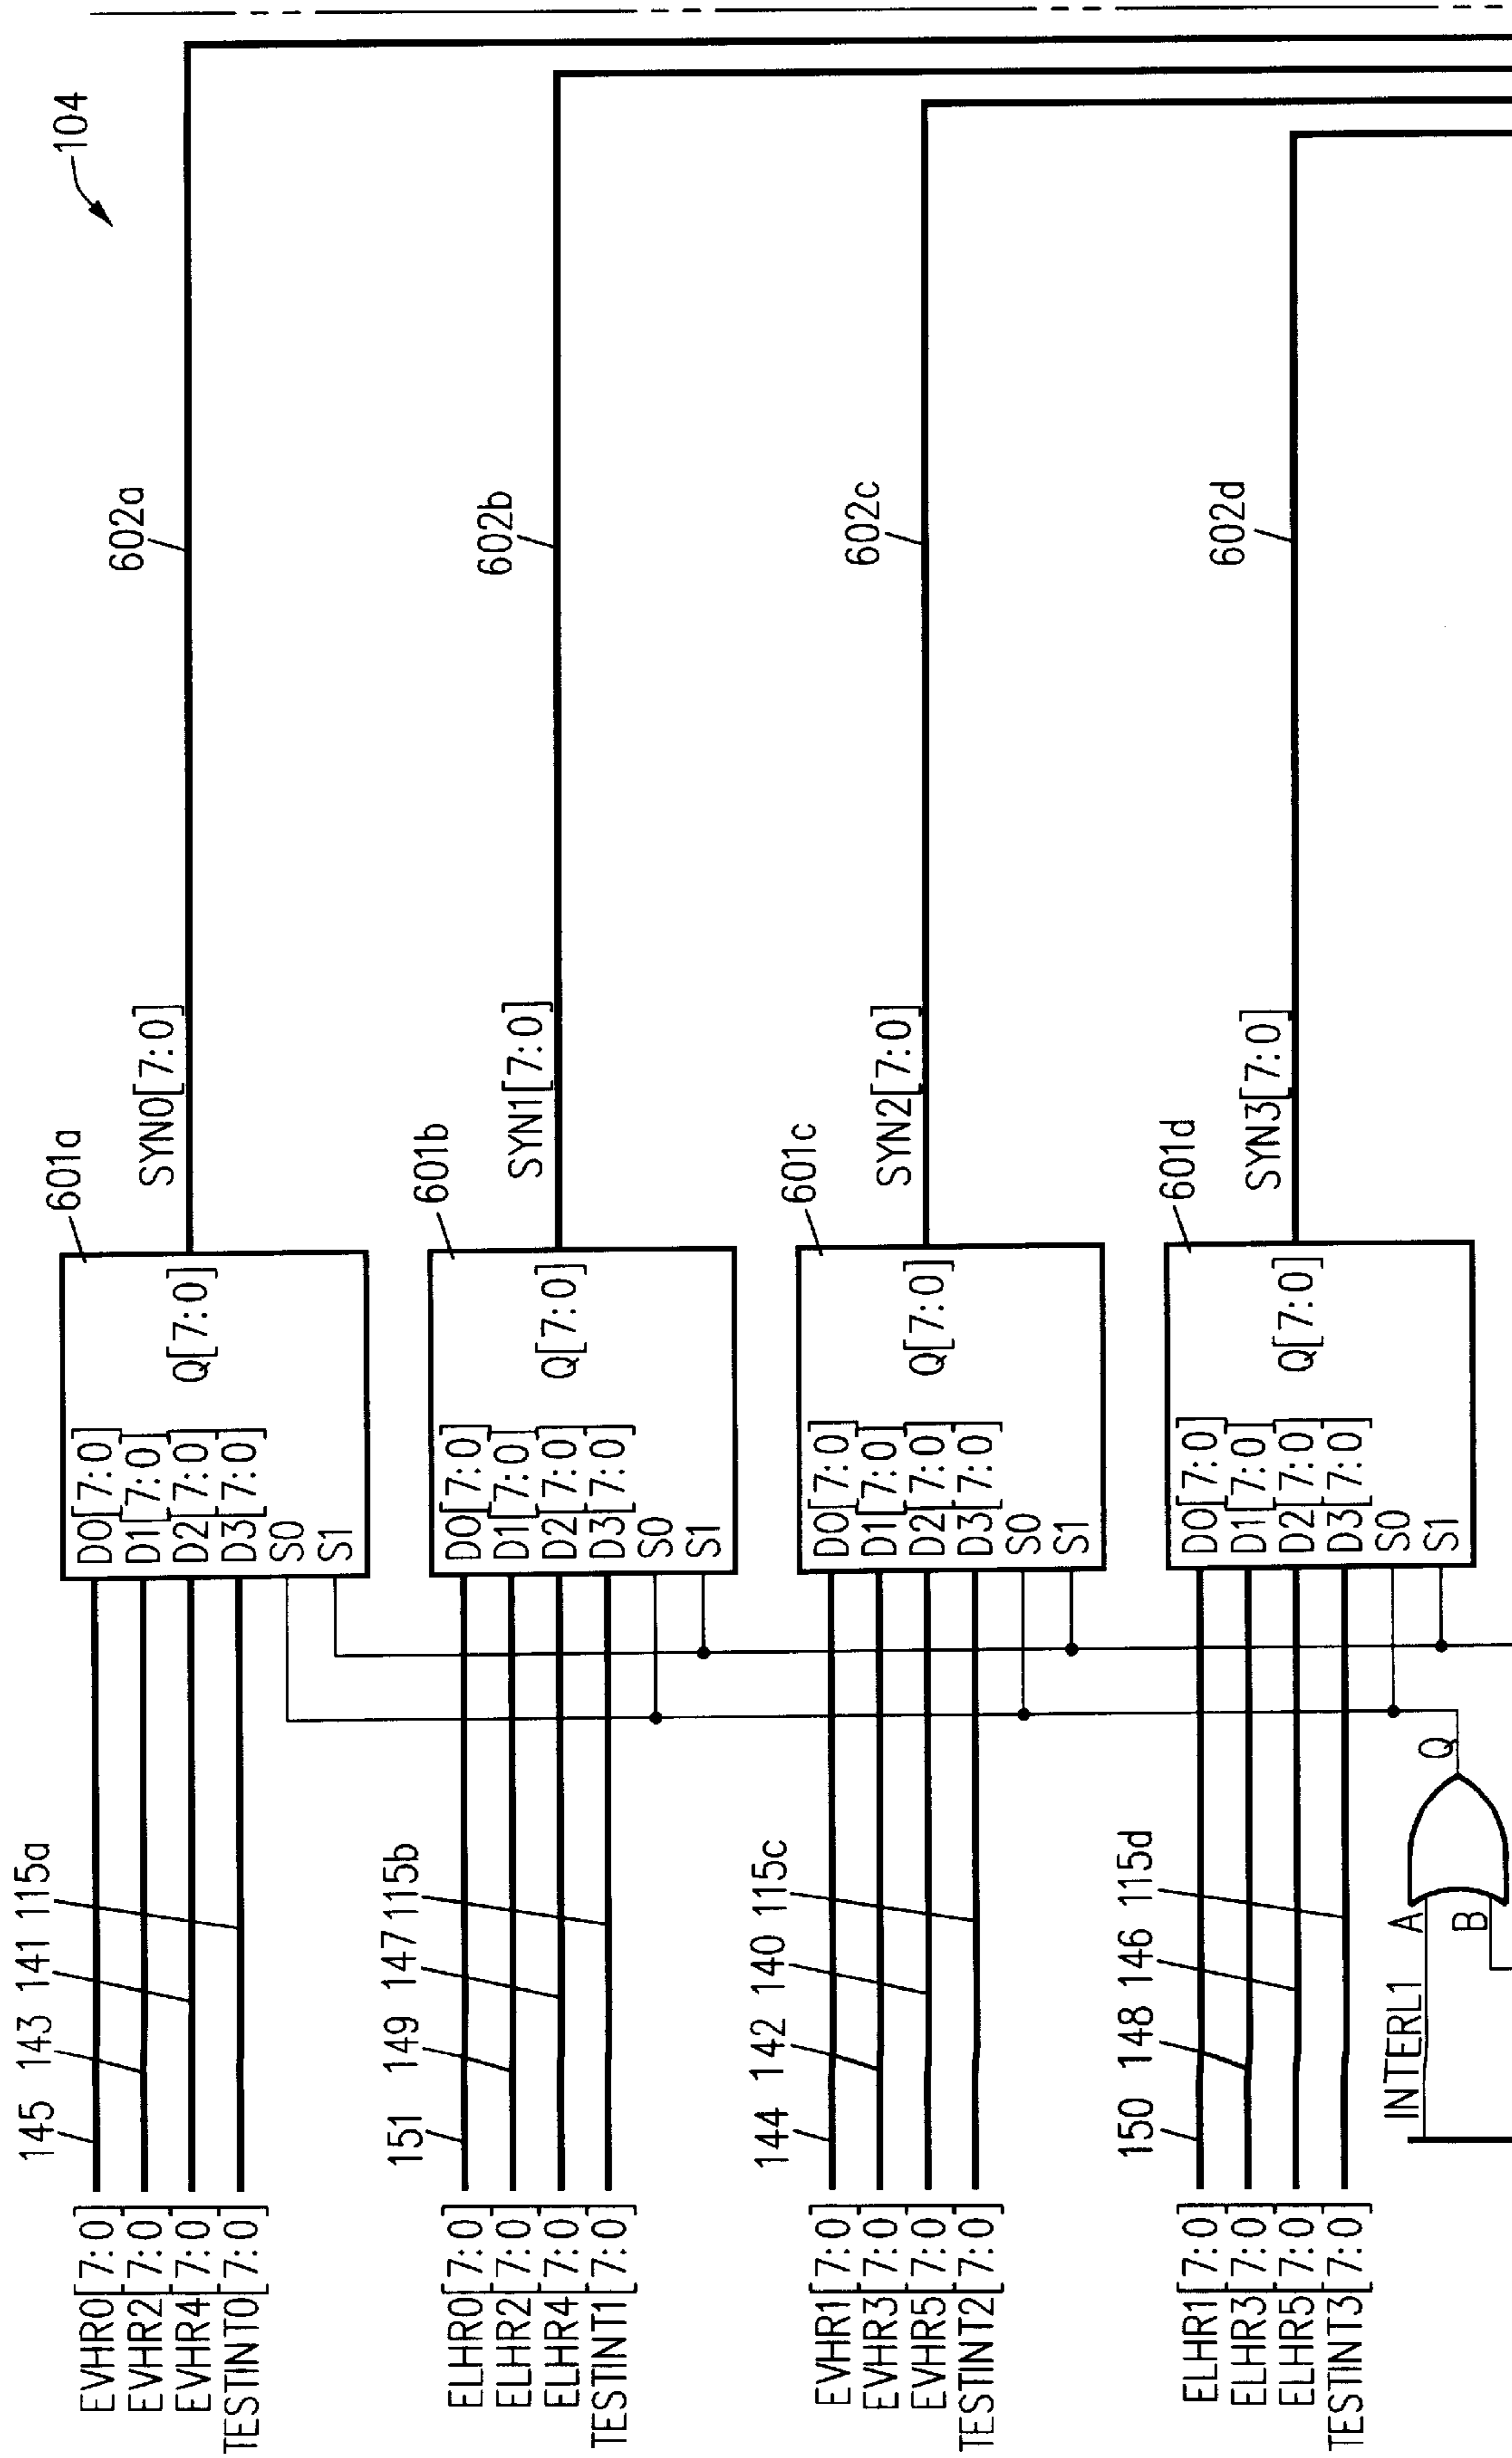 104
145 143 141 115a
EVHR0[7:0]
EVHR2[7:0]
EVHR4[7:0]
TESTINT0[7:0]
D0[7:0]
D1[7:0]
D2[7:0]
D3[7:0]
S0
S1
Q[7:0]
601a
SYN0[7:0]
602a
151 149 147 115b
ELHR0[7:0]
ELHR2[7:0]
ELHR4[7:0]
TESTINT1[7:0]
D0[7:0]
D1[7:0]
D2[7:0]
D3[7:0]
S0
S1
Q[7:0]
601b
SYN1[7:0]
602b
144 142 140 115c
EVHR1[7:0]
EVHR3[7:0]
EVHR5[7:0]
TESTINT2[7:0]
D0[7:0]
D1[7:0]
D2[7:0]
D3[7:0]
S0
S1
Q[7:0]
601c
SYN2[7:0]
602c
150 148 146 115d
ELHR1[7:0]
ELHR3[7:0]
ELHR5[7:0]
TESTINT3[7:0]
D0[7:0]
D1[7:0]
D2[7:0]
D3[7:0]
S0
S1
Q[7:0]
601d
SYN3[7:0]
602d
INTERL1
A
B
Q